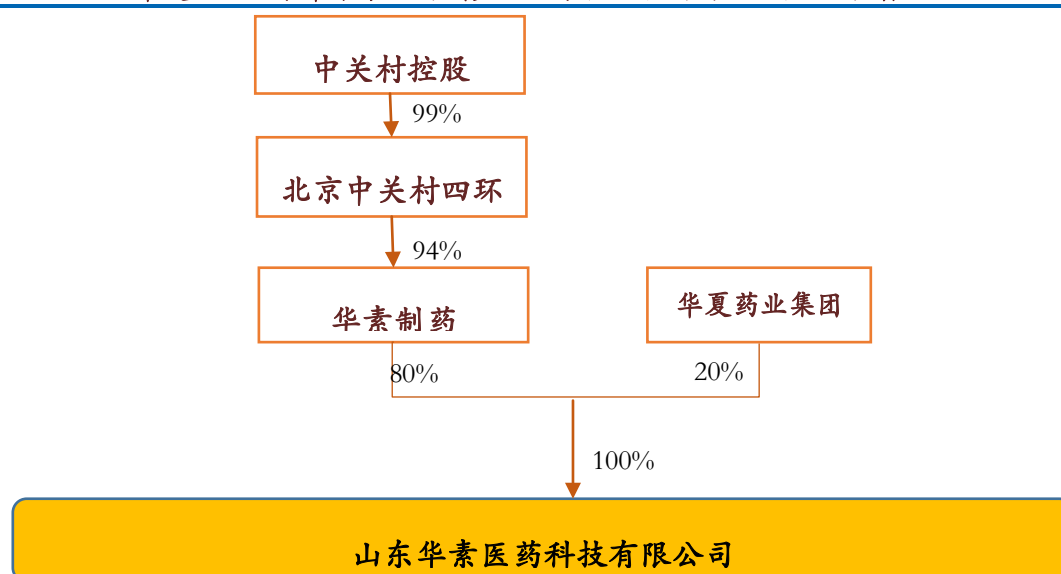 中关村控股
99%
北京中关村四环
94%
华素制药
华夏药业集团
80%
20%
100%
山东华素医药科技有限公司